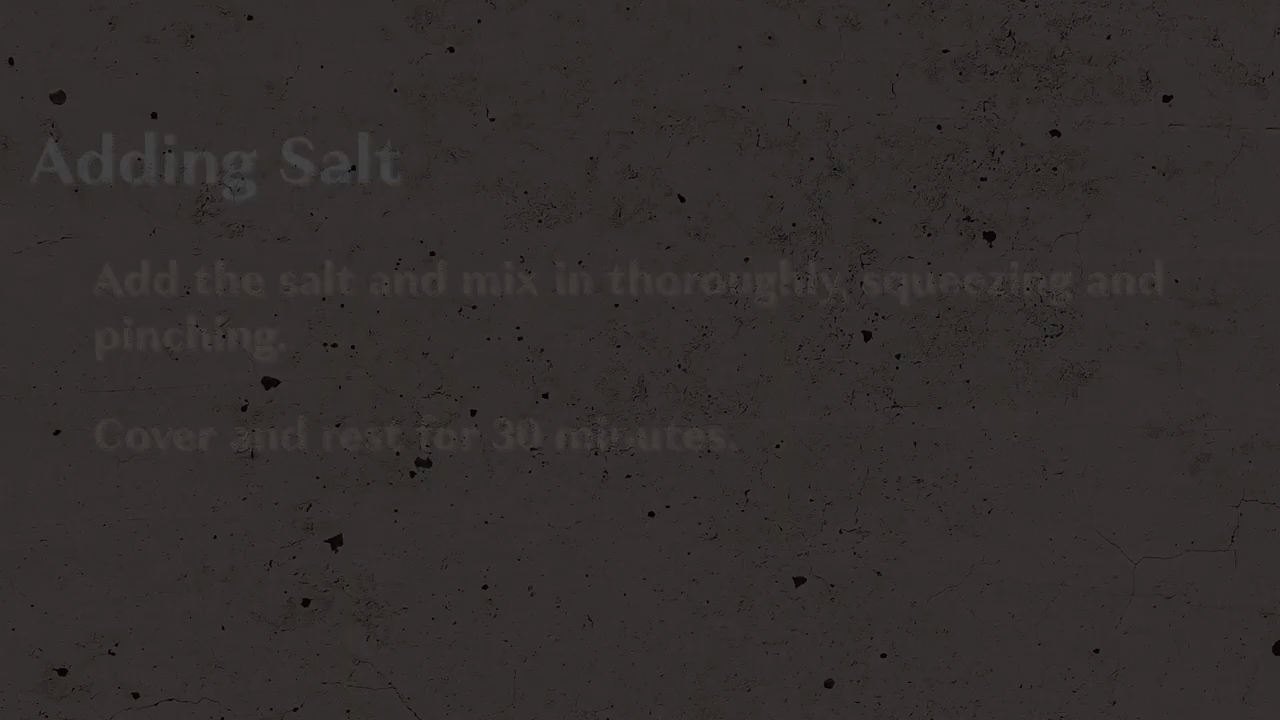 Adding Salt
Add the salt and mix in thoroughly, squeezing and
pinching.
Cover and rest for 30 minutes.